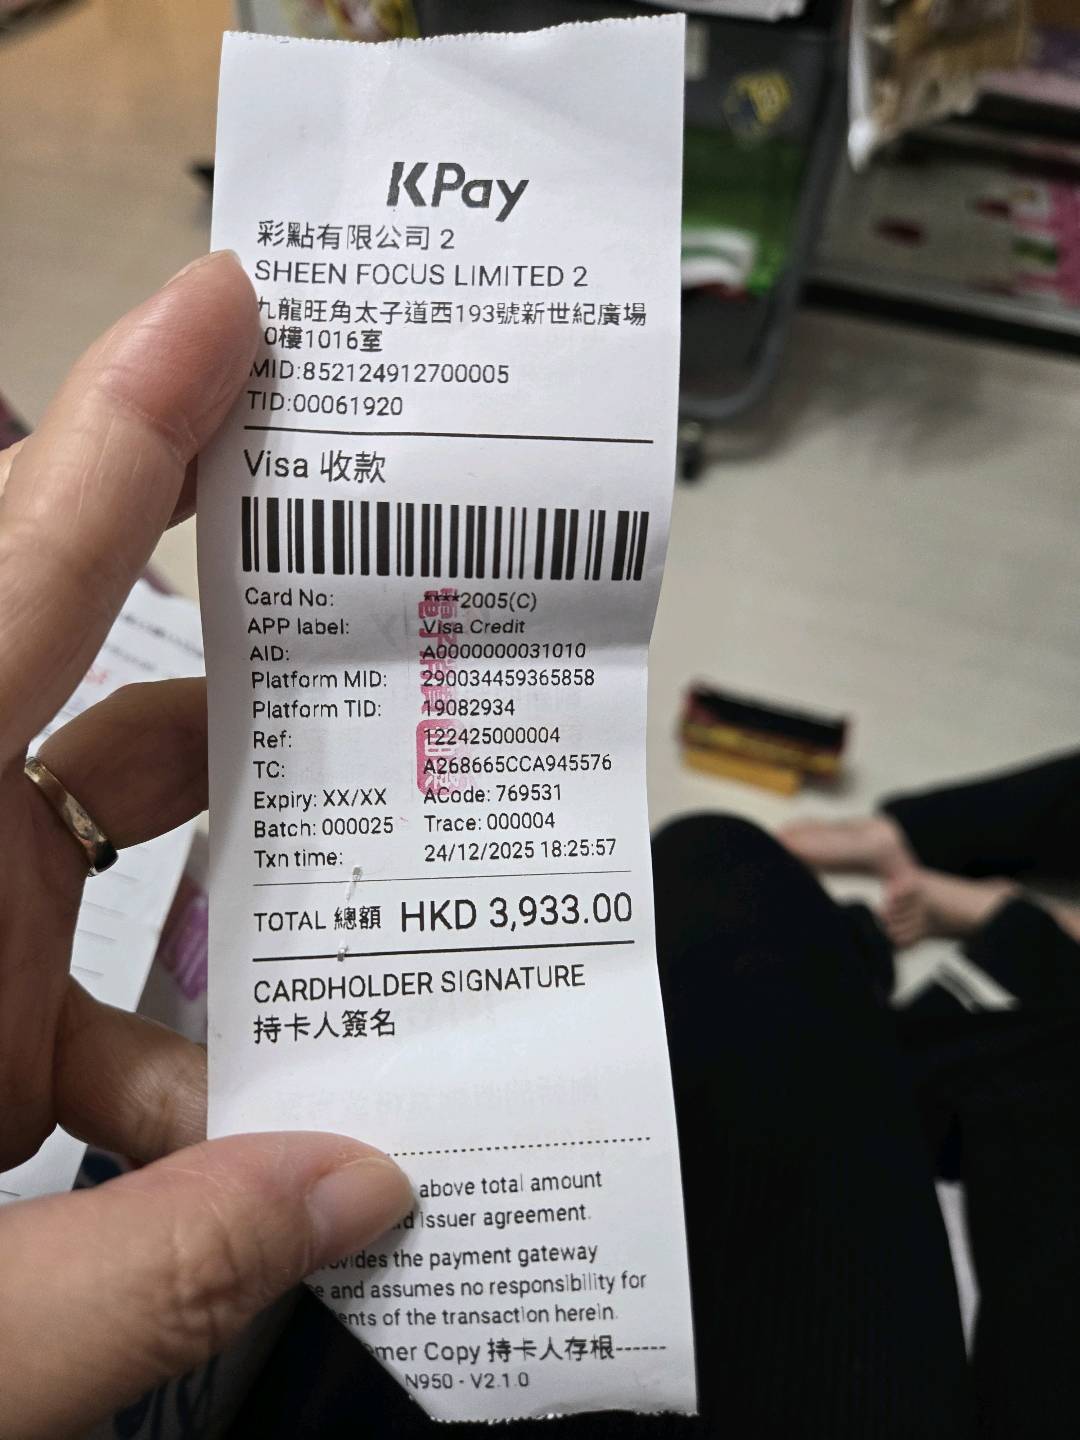 KPay
彩點有限公司 2
SHEEN FOCUS LIMITED 2
九龍旺角太子道西193號新世紀廣場
0樓1016室
MID:852124912700005
TID:00061920
Visa 收款
Card No: ****2005(C)
APP label: Visa Credit
AID: A0000000031010
Platform MID: 290034459365858
Platform TID: 19082934
Ref: 122425000004
TC: A268665CCA945576
Expiry: XX/XX ACode: 769531
Batch: 000025 Trace: 000004
Txn time: 24/12/2025 18:25:57
TOTAL 總額 HKD 3,933.00
CARDHOLDER SIGNATURE
持卡人簽名
above total amount
issuer agreement.
the payment gateway
and assumes no responsibility for
of the transaction herein.
Copy 持卡人存根------
N950 - V2.1.0